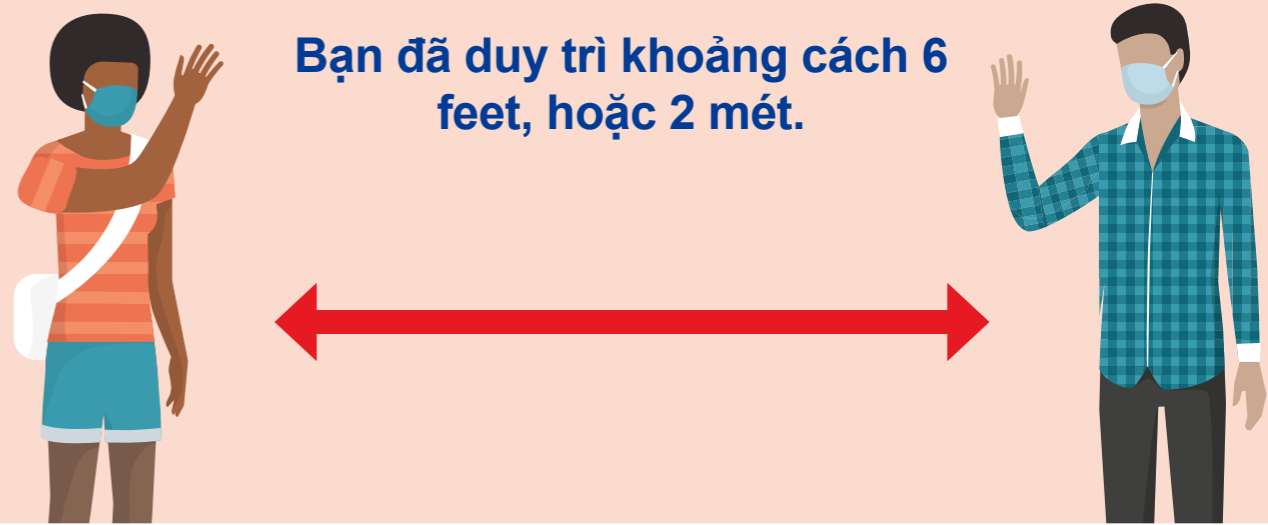 Bạn đã duy trì khoảng cách 6
feet, hoặc 2 mét.